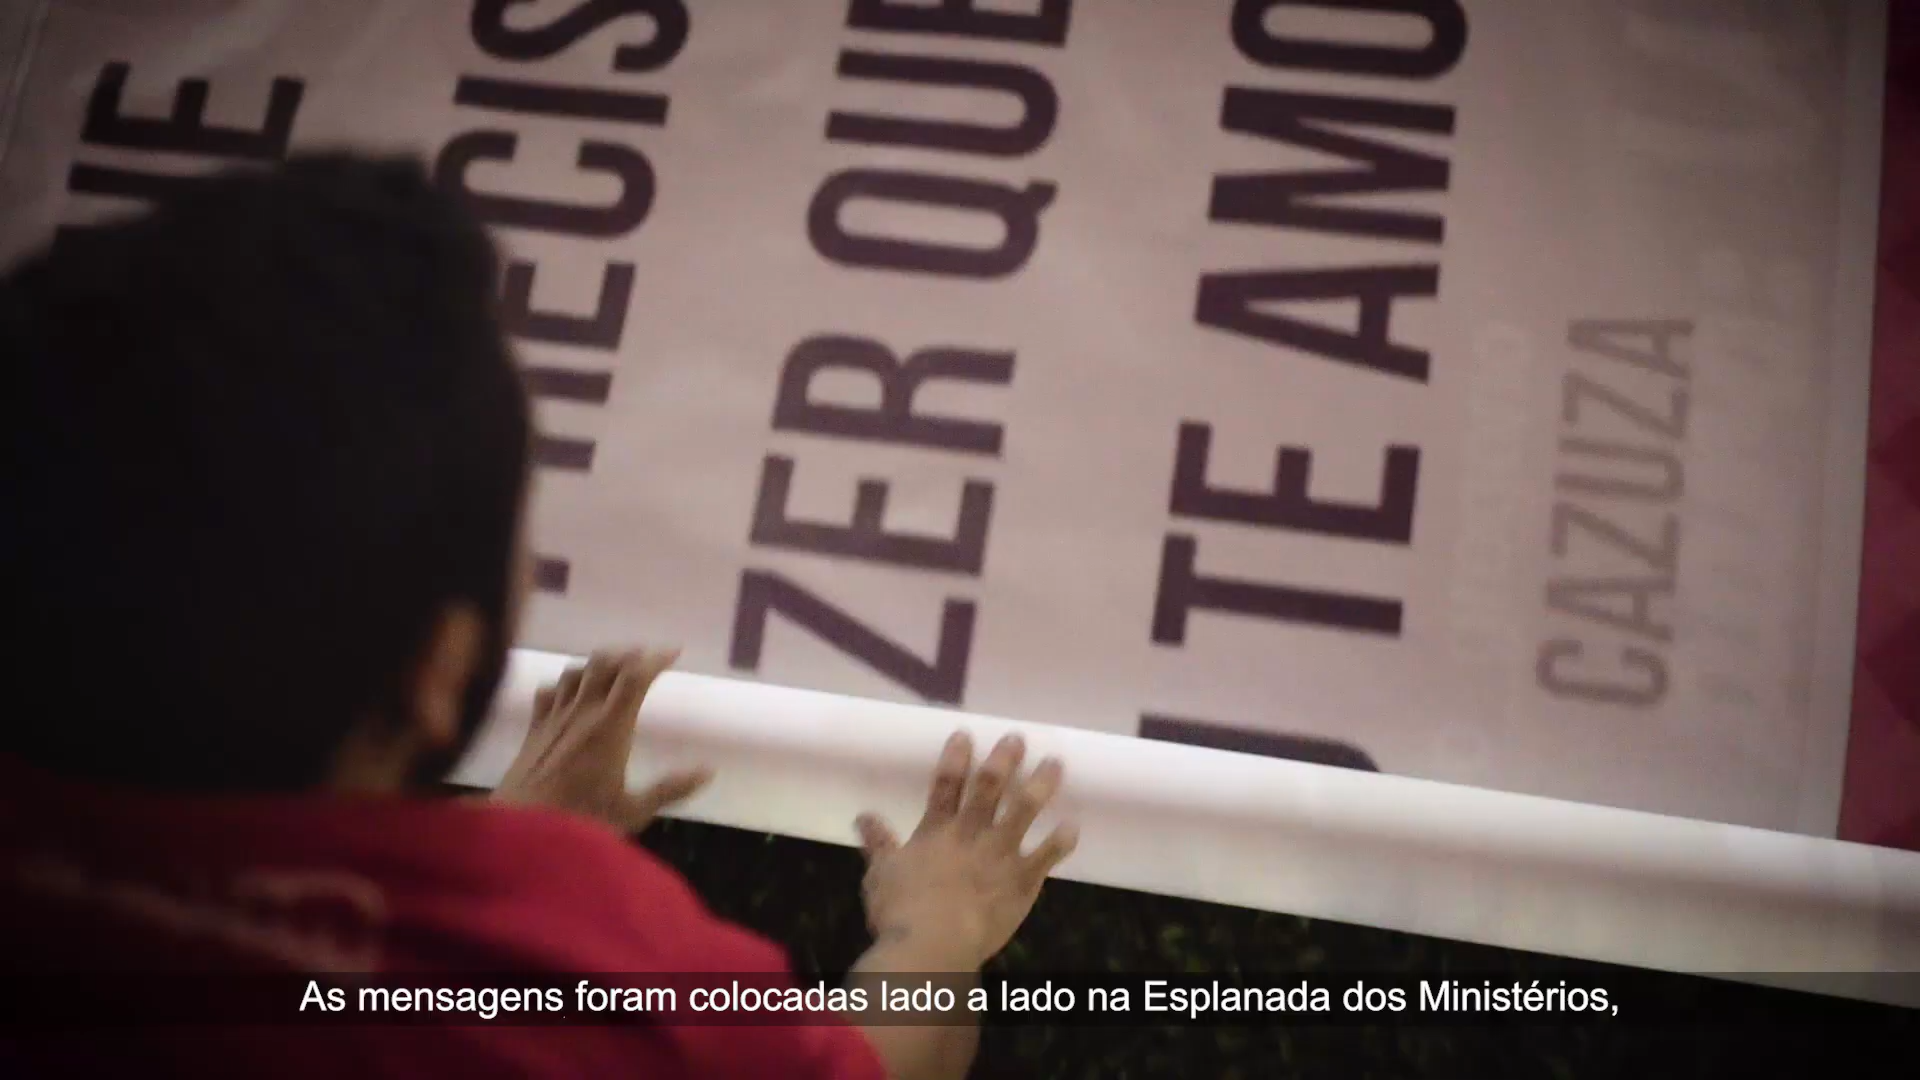 ZER QUE
TE AMO
CAZUZA
As mensagens foram colocadas lado a lado na Esplanada dos Ministérios,